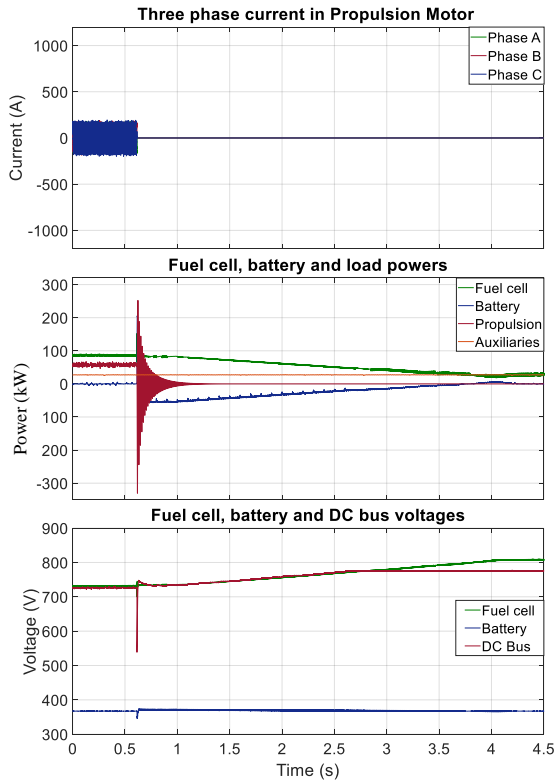 Three phase current in Propulsion Motor
1000
500
0
-500
-1000
Current (A)
Phase A
Phase B
Phase C
Fuel cell, battery and load powers
300
200
100
0
100
200
-300
Power (kW)
Fuel cell
Battery
Propulsion
Auxiliaries
Fuel cell, battery and DC bus voltages
900
800
700
600
500
400
300
Voltage (V)
Fuel cell
Battery
DC Bus
0 0.5 1 2 2.5 3 3.5 4 4.5
Time (s)